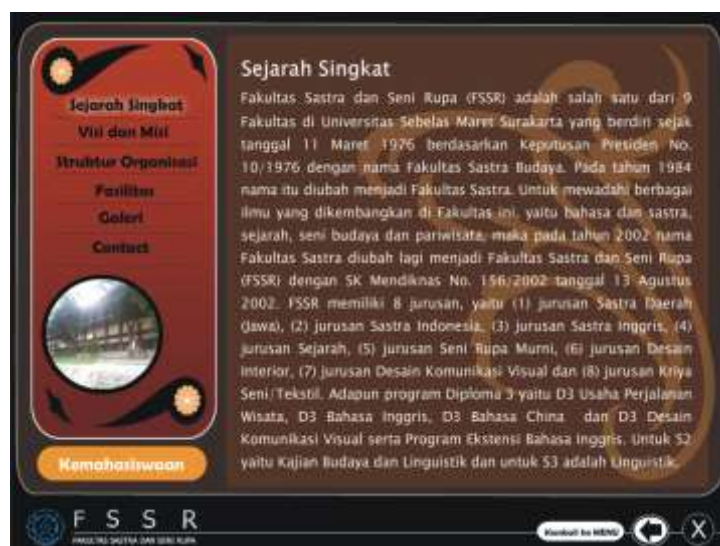 Sejarah Singkat
Visi dan Misi
Struktur Organisasi
Fasilitas
Galeri
Contact
Kemahasiswaan
Sejarah Singkat
Fakultas Sastra dan Seni Rupa (FSSR) adalah salah satu dari 9
Fakultas di Universitas Sebelas Maret Surakarta yang berdiri sejak
tanggal 11 Maret 1976 berdasarkan Keputusan Presiden No.
10/1976 dengan nama Fakultas Sastra Budaya. Pada tahun 1984
nama itu diubah menjadi Fakultas Sastra. Untuk mewadahi berbagai
ilmu yang dikembangkan di Fakultas ini, yaitu bahasa dan sastra,
sejarah, seni budaya dan pariwisata, maka pada tahun 2002 nama
Fakultas Sastra diubah lagi menjadi Fakultas Sastra dan Seni Rupa
(FSSR) dengan SK Mendiknas No. 156/2002 tanggal 13 Agustus
2002. FSSR memiliki 8 jurusan, yaitu (1) jurusan Sastra Daerah
(Jawa), (2) jurusan Sastra Indonesia, (3) jurusan Sastra Inggris, (4)
jurusan Sejarah, (5) jurusan Seni Rupa Murni, (6) jurusan Desain
Interior, (7) jurusan Desain Komunikasi Visual dan (8) jurusan Kriya
Seni/Tekstil. Adapun program Diploma 3 yaitu D3 Usaha Perjalanan
Wisata, D3 Bahasa Inggris, D3 Bahasa China dan D3 Desain
Komunikasi Visual serta Program Ekstensi Bahasa Inggris. Untuk S2
yaitu Kajian Budaya dan Linguistik dan untuk S3 adalah Linguistik.
FSSR
FAKULTAS SASTRA DAN SENI RUPA
Kembali ke MENU
X